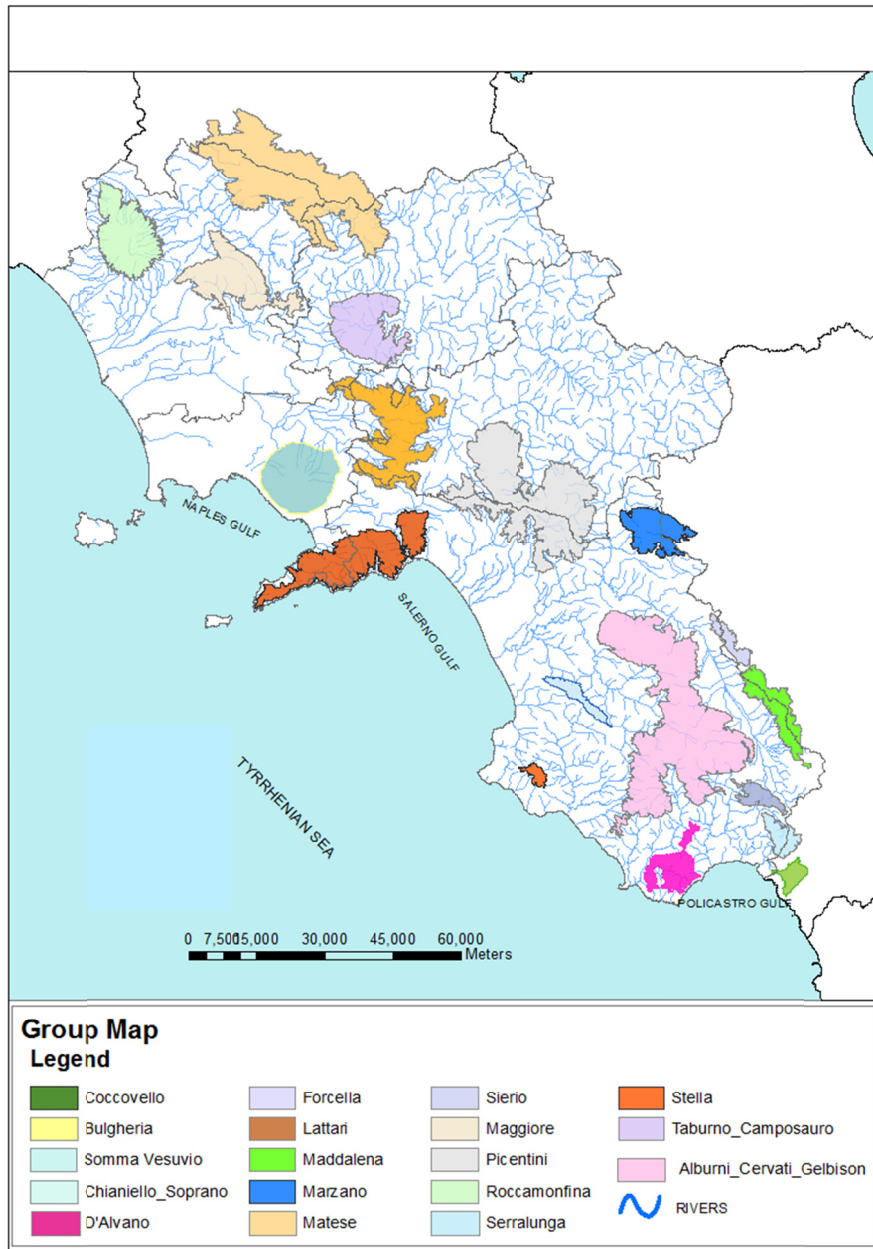 NAPLES GULF
SALERNO GULF
TYRRHENIAN SEA
POLICASTRO GULF
0 7,50015,000 30,000 45,000 60,000
Meters
Group Map
Legend
Coccovello
Bulgheria
Somma Vesuvio
Chianiello_Soprano
D'Alvano
Forcella
Lattari
Maddalena
Marzano
Matese
Sierio
Maggiore
Picentini
Roccamonfina
Serralunga
Stella
Taburno_Camposauro
Alburni_Cervati_Gelbison
RIVERS